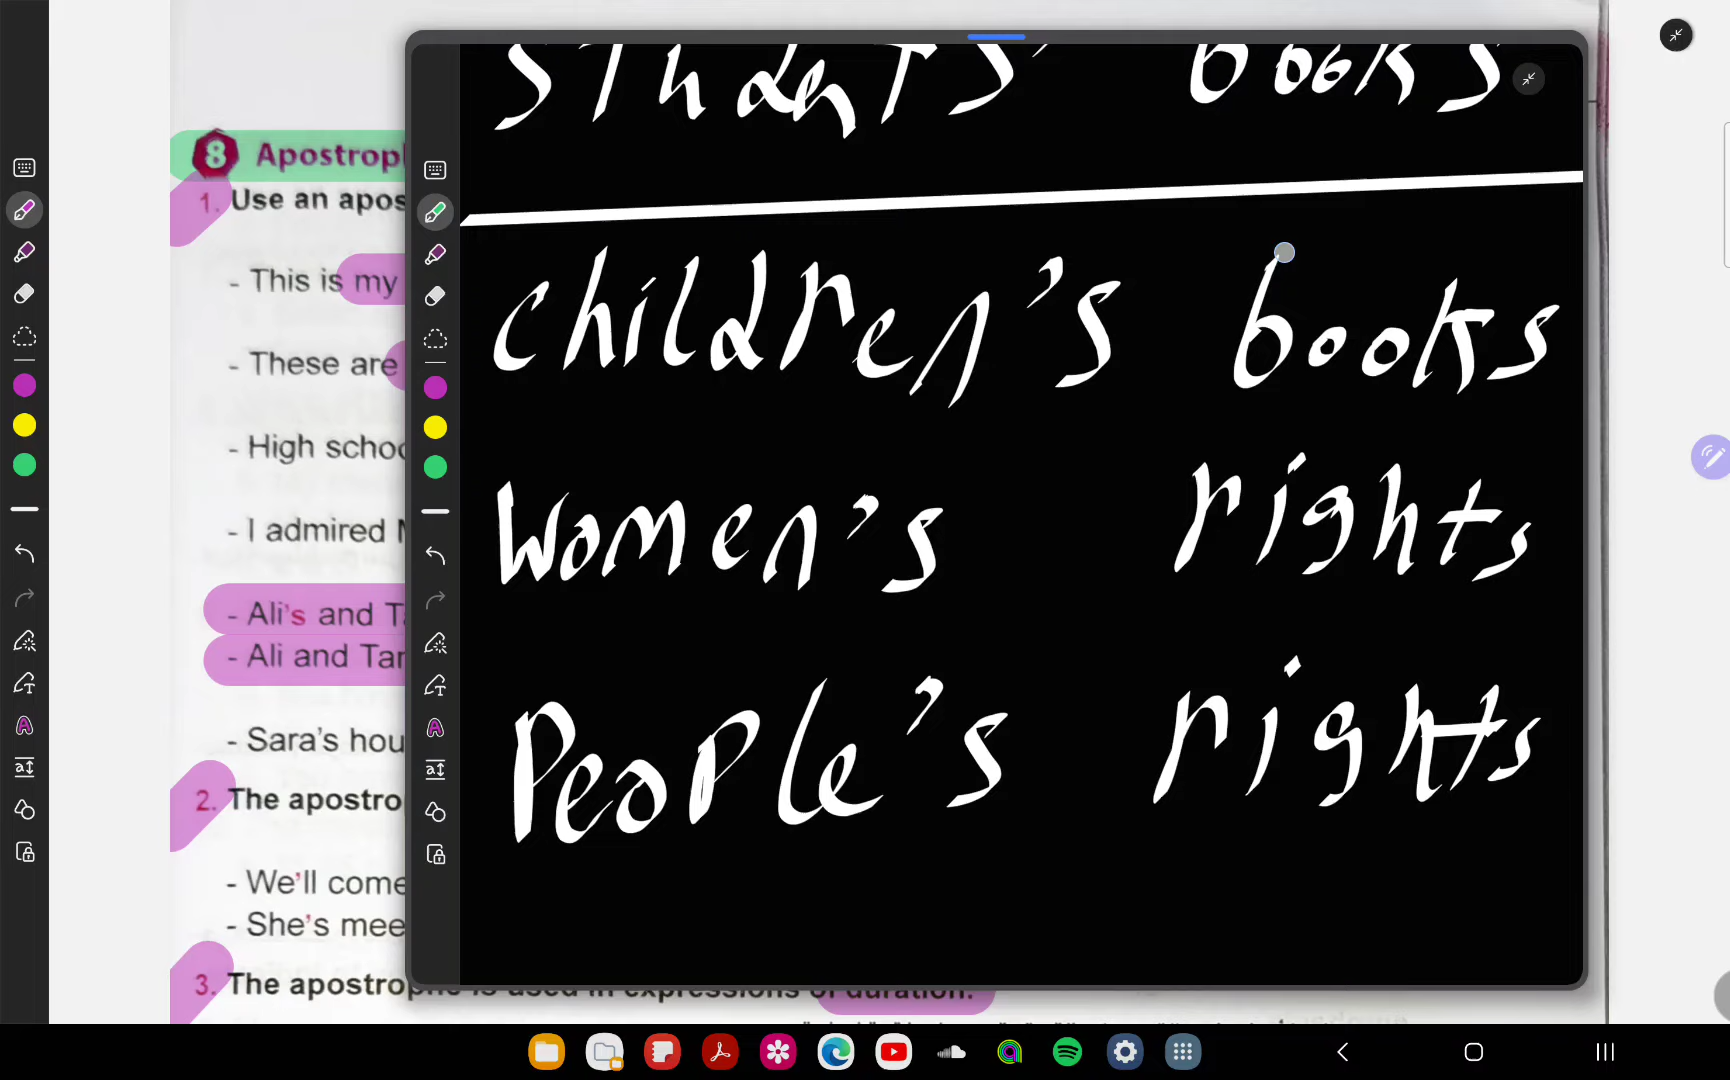 8 Apostrop
1. Use an apos
- This is my
- These are
- High schoo
- I admired
- Ali's and T
- Ali and Tar
- Sara's hou
2. The apostro
- We'll come
- She's mee
3. The apostrophe is used in expressions of duration.
Students' books
children's books
Women's rights
People's rights